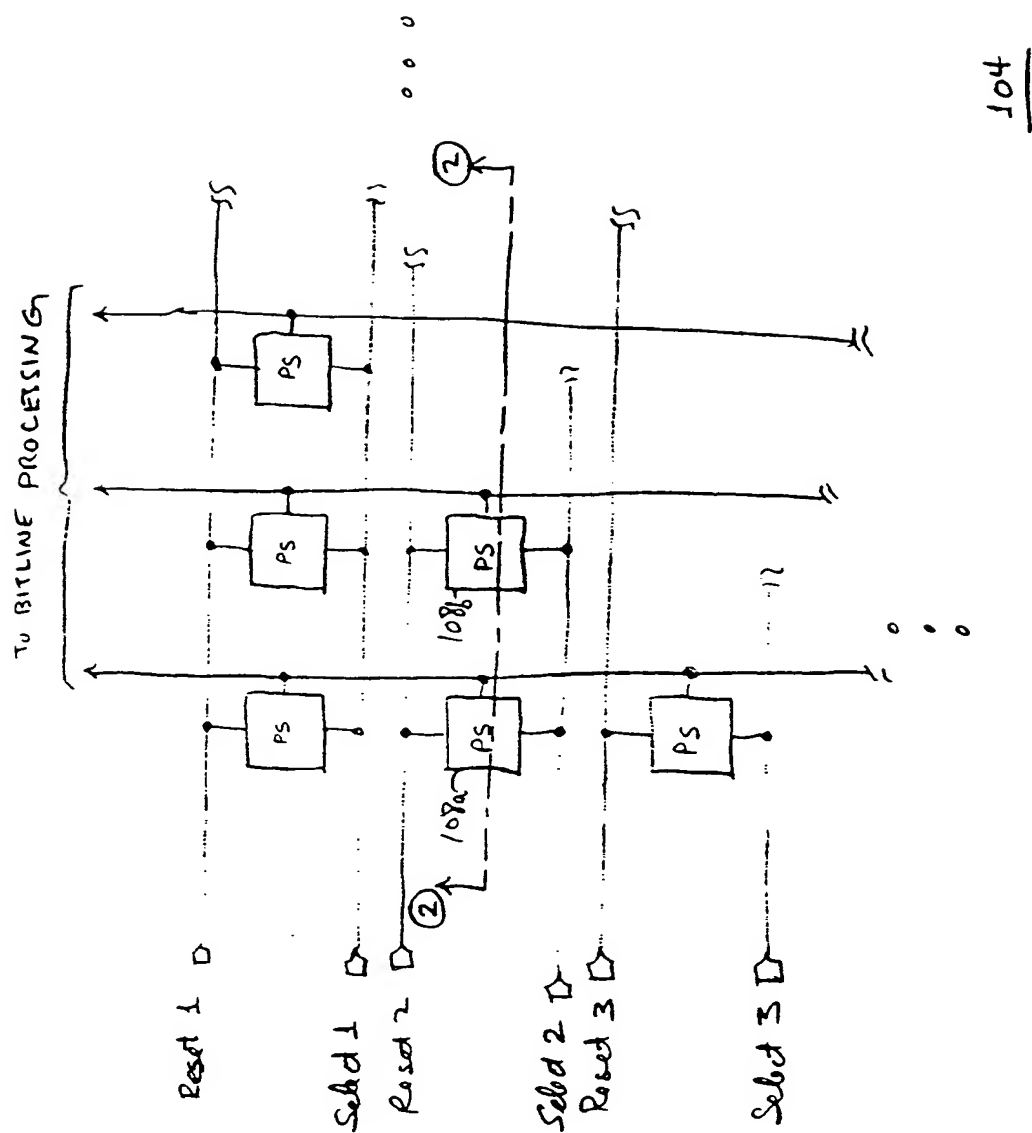 TO BITLINE PROCESSING
Reset 1
PS
PS
PS
Select 1
Reset 2
108a
PS
108b
PS
2
2
Select 2
Reset 3
PS
Select 3
104